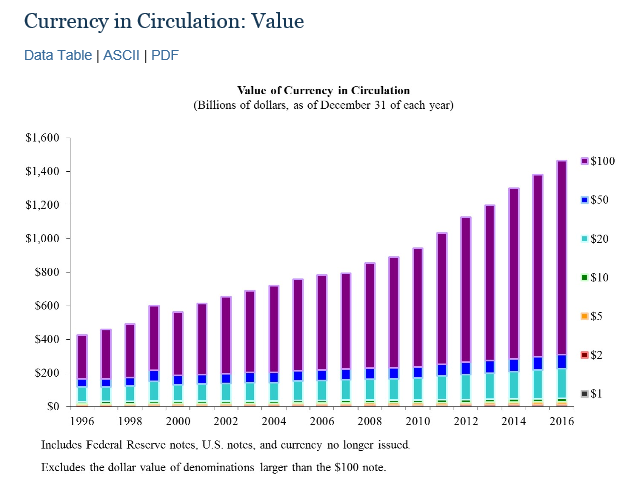 Currency in Circulation: Value
Data Table | ASCII | PDF
Value of Currency in Circulation
(Billions of dollars, as of December 31 of each year)
$1,600
$1,400
$1,200
$1,000
$800
$600
$400
$200
$0
1996 1998 2000 2002 2004 2006 2008 2010 2012 2014 2016
$100
$50
$20
$10
$5
$2
$1
Includes Federal Reserve notes, U.S. notes, and currency no longer issued.
Excludes the dollar value of denominations larger than the $100 note.